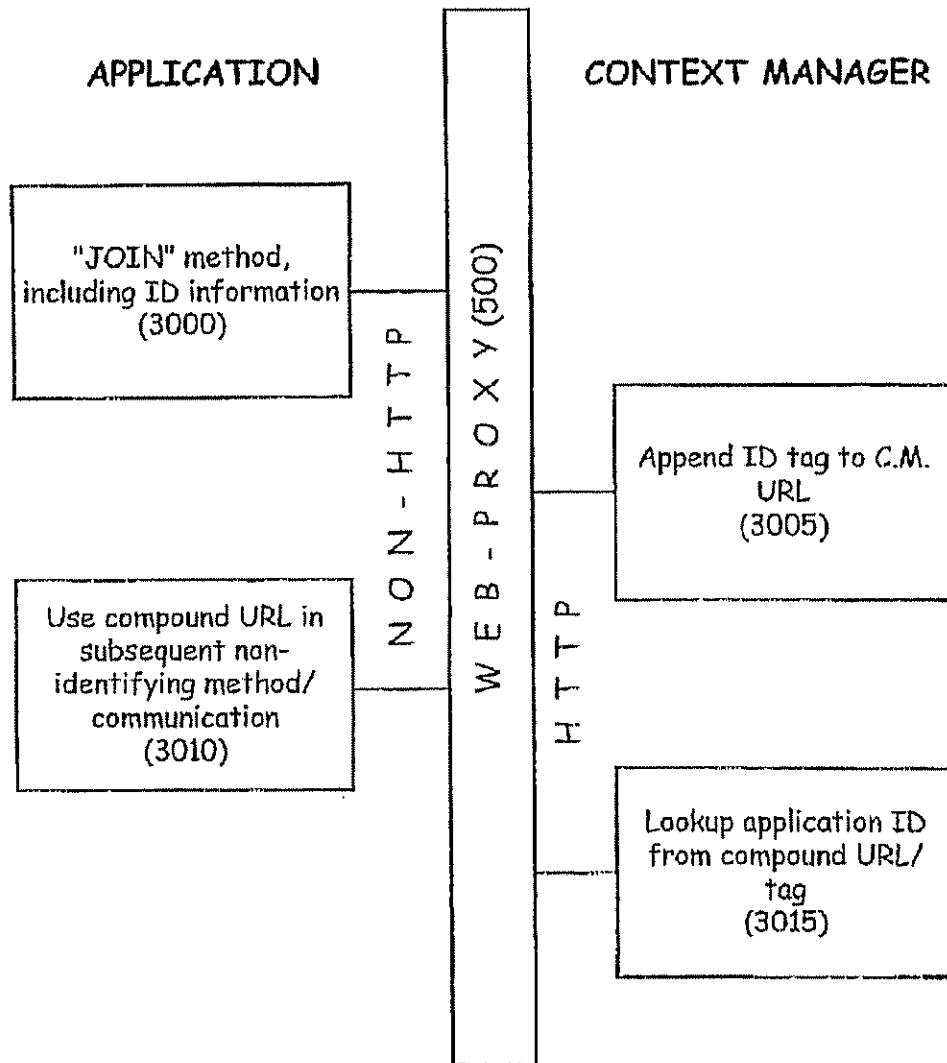 APPLICATION
CONTEXT MANAGER
"JOIN" method,
including ID information
(3000)
NON-HTTP
WEB-PROXY (500)
Append ID tag to C.M.
URL
(3005)
Use compound URL in
subsequent non-
identifying method/
communication
(3010)
HTTP
Lookup application ID
from compound URL/
tag
(3015)